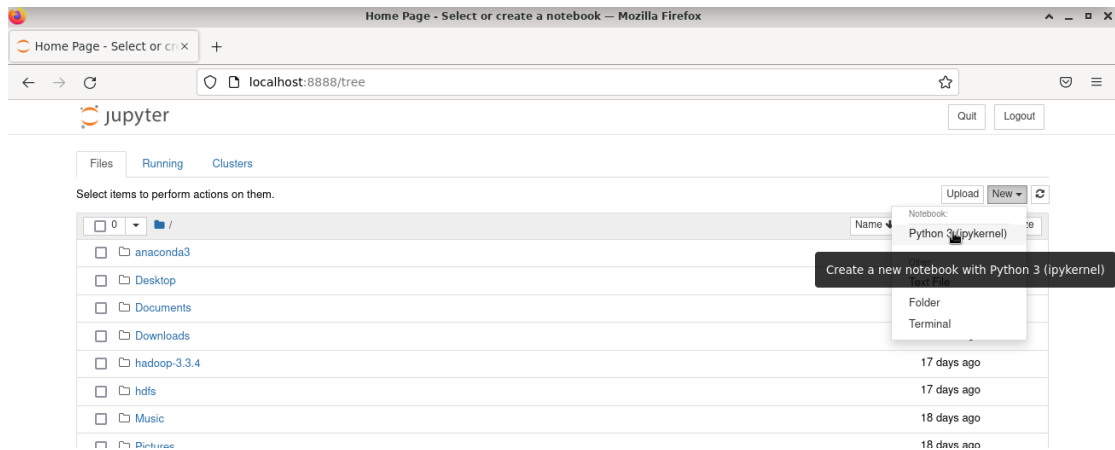 Home Page - Select or create a notebook — Mozilla Firefox
Home Page - Select or cr
localhost:8888/tree
jupyter
Quit Logout
Files Running Clusters
Select items to perform actions on them.
Upload New
0 /
Name
Notebook:
Python 3 (ipykernel)
anaconda3
Create a new notebook with Python 3 (ipykernel)
Desktop
Text File
Documents
Folder
Terminal
Downloads
hadoop-3.3.4 17 days ago
hdfs 17 days ago
Music 18 days ago
Pictures 18 days ago